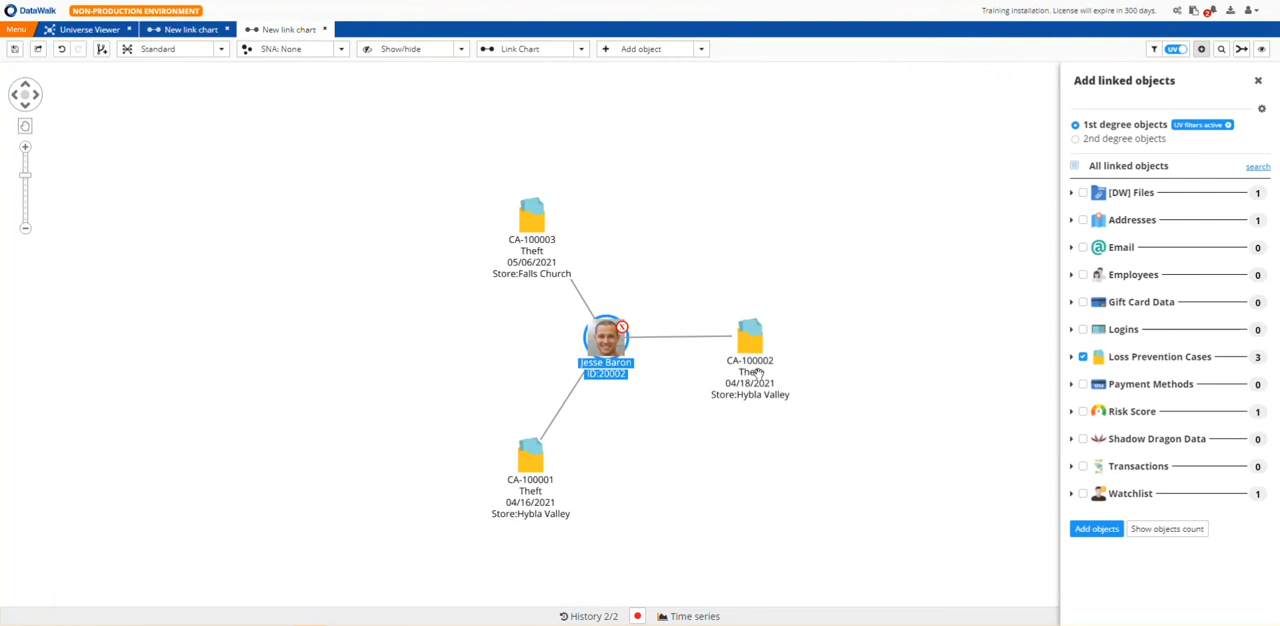 DataWalk
NON-PRODUCTION ENVIRONMENT
Training installation. License will expire in 300 days.
2
Menu
Universe Viewer
New link chart
New link chart
Standard
SNA: None
Show/hide
Link Chart
Add object
UV
Add linked objects
1st degree objects
UV filters active
2nd degree objects
All linked objects
search
[DW] Files 1
Addresses 1
Email 0
Employees 0
Gift Card Data 0
Logins 0
Loss Prevention Cases 3
Payment Methods 0
Risk Score 1
Shadow Dragon Data 0
Transactions 0
Watchlist 1
Add objects
Show objects count
CA-100003
Theft
05/06/2021
Store:Falls Church
X
Jesse Baron
ID:20002
CA-100002
Theft
04/18/2021
Store:Hybla Valley
CA-100001
Theft
04/16/2021
Store:Hybla Valley
History 2/2
Time series